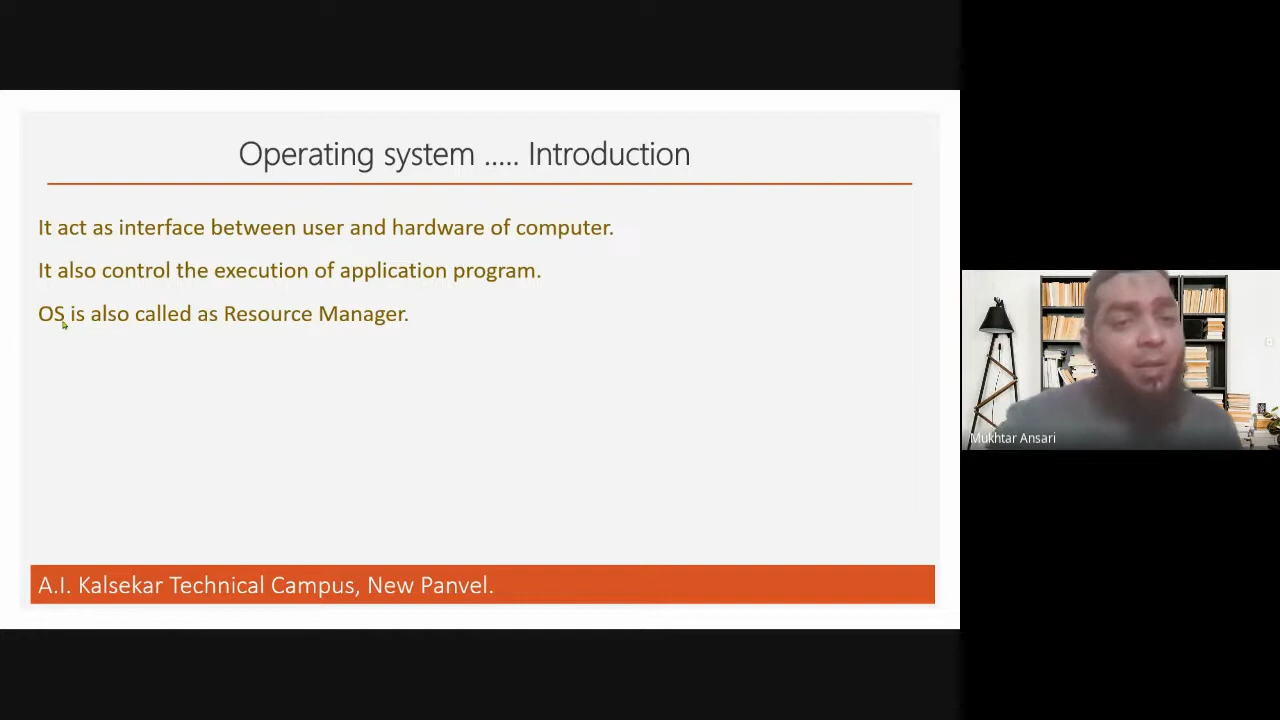 Operating system ..... Introduction
It act as interface between user and hardware of computer.
It also control the execution of application program.
OS is also called as Resource Manager.
A.I. Kalsekar Technical Campus, New Panvel.
Mukhtar Ansari